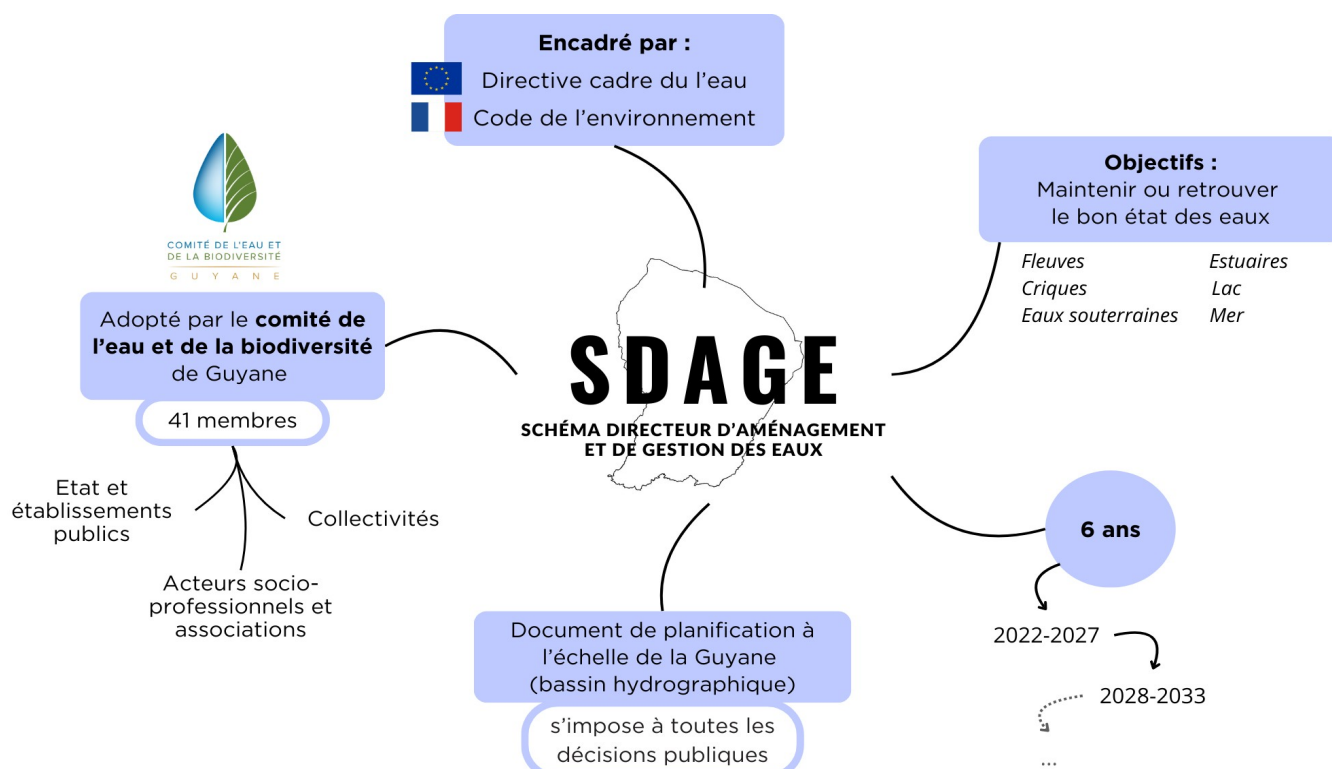 Encadré par :
Directive cadre du l'eau
Code de l'environnement
COMITÉ DE L'EAU ET
DE LA BIODIVERSITÉ
GUYANE
Adopté par le comité de
l'eau et de la biodiversité
de Guyane
41 membres
Etat et
établissements
publics
Acteurs socio-
professionnels et
associations
Collectivités
SDAGE
SCHÉMA DIRECTEUR D'AMÉNAGEMENT
ET DE GESTION DES EAUX
Objectifs :
Maintenir ou retrouver
le bon état des eaux
Fleuves
Criques
Eaux souterraines
Estuaires
Lac
Mer
6 ans
2022-2027
2028-2033
...
Document de planification à
l'échelle de la Guyane
(bassin hydrographique)
s'impose à toutes les
décisions publiques